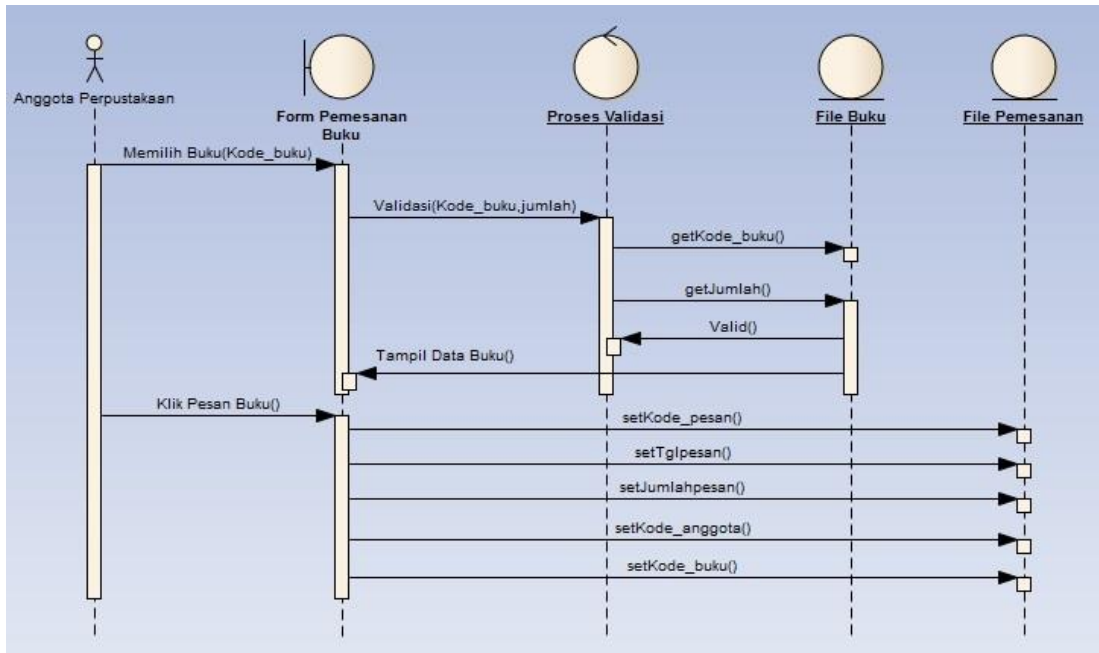 Anggota Perpustakaan
Form Pemesanan
Buku
Proses Validasi
File Buku
File Pemesanan
Memilih Buku(Kode_buku)
Validasi(Kode_buku,jumlah)
getKode_buku()
getJumlah()
Valid()
Tampil Data Buku()
Klik Pesan Buku()
setKode_pesan()
setTglpesan()
setJumlahpesan()
setKode_anggota()
setKode_buku()